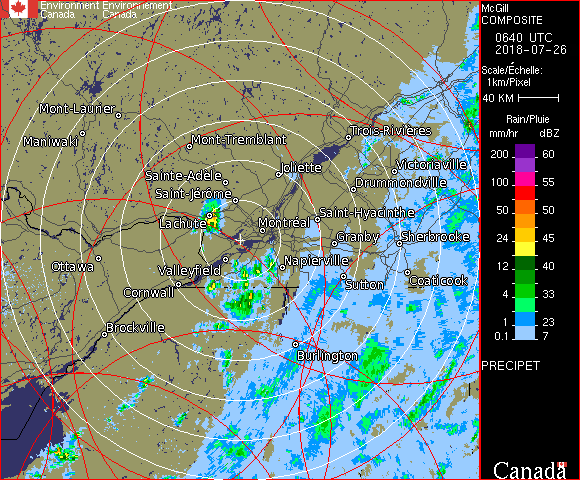 Environment Environnement
Canada Canada
McGill
COMPOSITE
0640 UTC
2018-07-26
Scale/Échelle:
1km/Pixel
40 KM
Rain/Pluie
mm/hr dBZ
200 60
100 55
50 50
24 45
12 40
4 33
1 23
0.1 7
PRECIPET
Canada
Mont-Laurier
Maniwaki
Mont-Tremblant
Trois-Rivières
Joliette
Victoriaville
Sainte-Adèle
Drummondville
Saint-Jérôme
Saint-Hyacinthe
Lachute
Montréal
Granby
Sherbrooke
Ottawa
Valleyfield
Napierville
Cornwall
Sutton
Coaticook
Brockville
Burlington